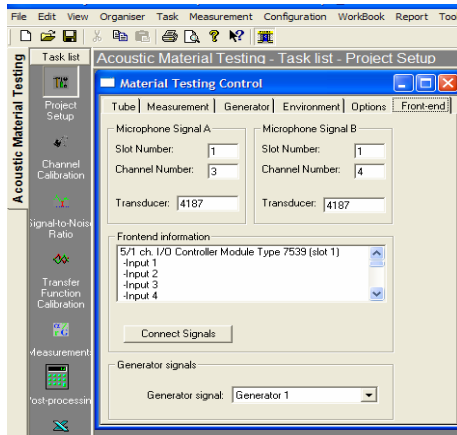 File Edit View Organiser Task Measurement Configuration WorkBook Report Too
Acoustic Material Testing
Task list
Project
Setup
Channel
Calibration
Signal-to-Noise
Ratio
Transfer
Function
Calibration
Measurement
Post-processin
Acoustic Material Testing - Task list - Project Setup
Material Testing Control
Tube Measurement Generator Environment Options Front-end
Microphone Signal A
Slot Number: 1
Channel Number: 3
Transducer: 4187
Microphone Signal B
Slot Number: 1
Channel Number: 4
Transducer: 4187
Frontend information
5/1 ch. I/O Controller Module Type 7539 (slot 1)
-Input 1
-Input 2
-Input 3
-Input 4
Connect Signals
Generator signals
Generator signal: Generator 1